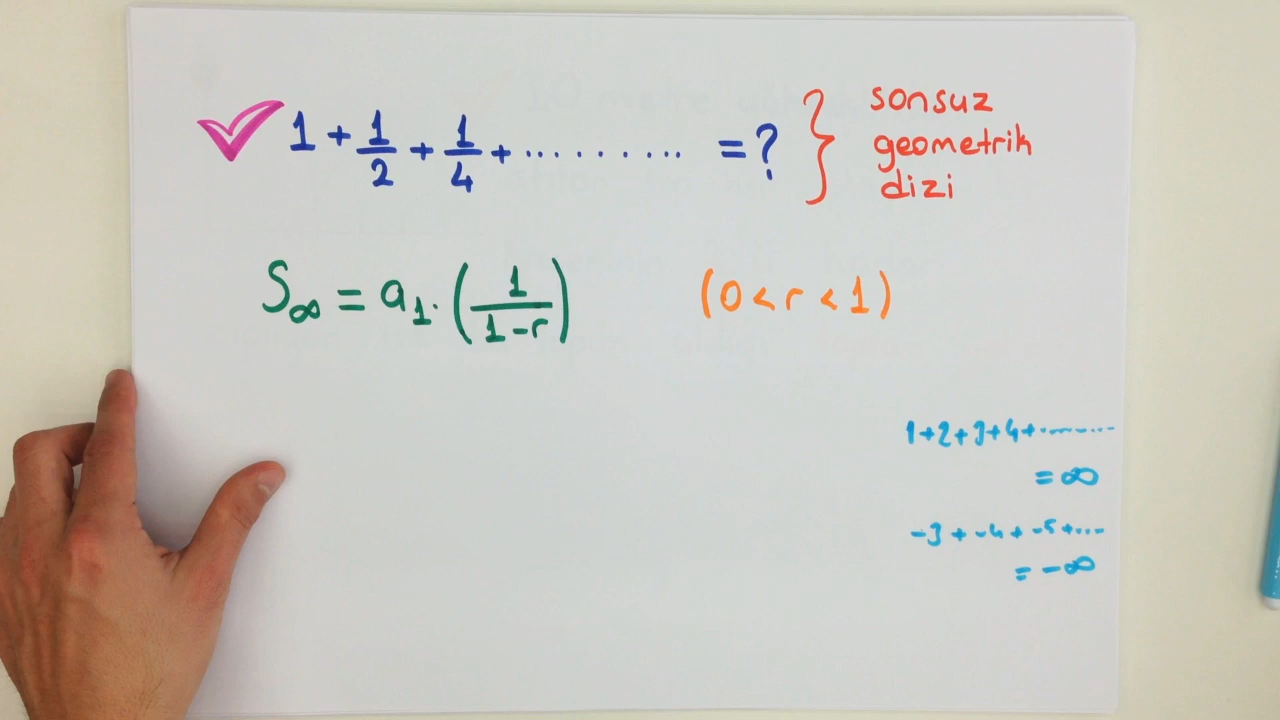 1 + 1/2 + 1/4 + .......... = ?
sonsuz
geometrik
dizi
S∞ = a₁. (1/(1-r))
(0 < r < 1)
1+2+3+4+.........
= ∞
-3 + -4 + -5 +....
= -∞